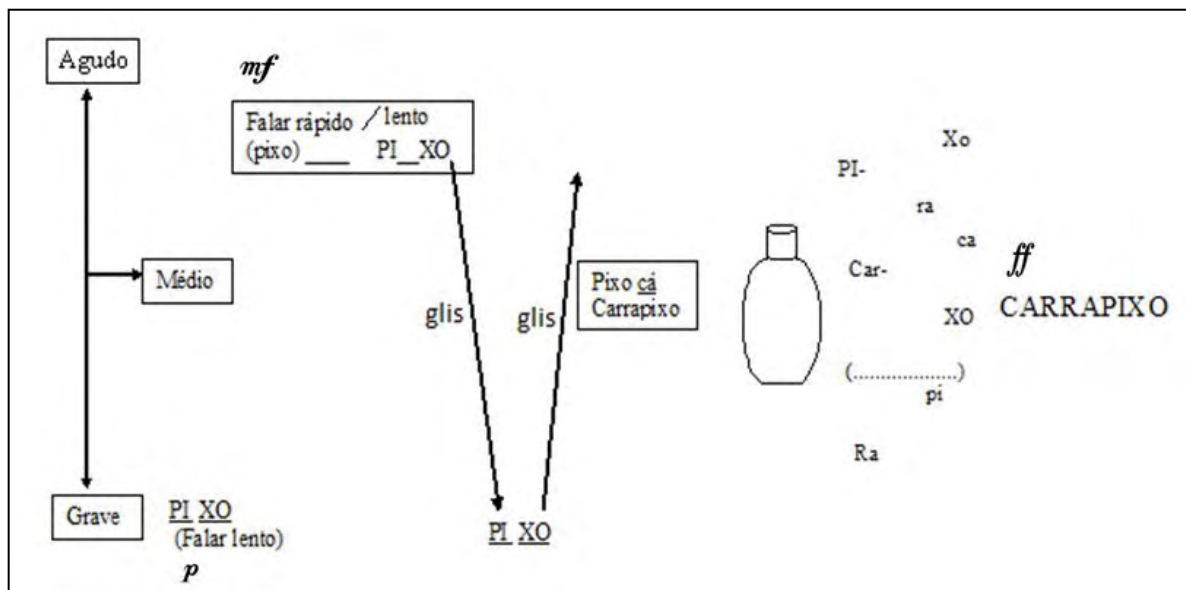 Agudo
mf
Falar rápido / lento
(pixo) ____ PI__XO
Médio
Grave
PI XO
(Falar lento)
p
glis
glis
PI XO
Pixo cá
Carrapixo
Xo
PI-
ra
ca
Car-
ff
XO
CARRAPIXO
(...................)
pi
Ra